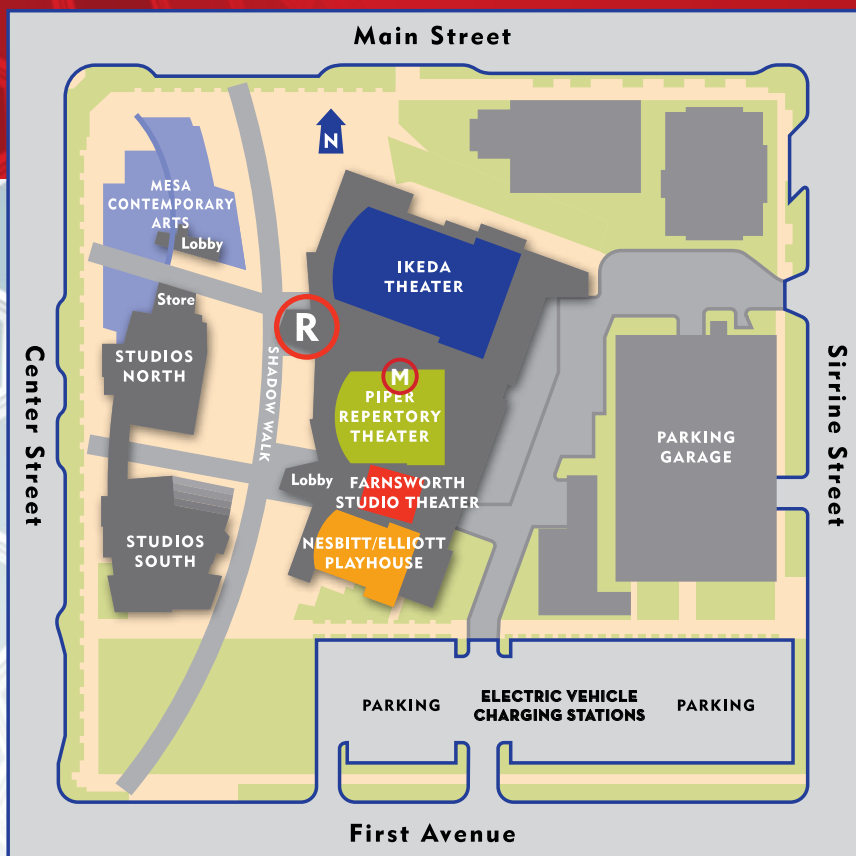 Main Street
N
MESA
CONTEMPORARY
ARTS
Lobby
IKEDA
THEATER
Store
R
STUDIOS
NORTH
SHADOW WALK
Center Street
Sirrine Street
M
PIPER
REPERTORY
THEATER
PARKING
GARAGE
Lobby
FARNSWORTH
STUDIO THEATER
STUDIOS
SOUTH
NESBITT/ELLIOTT
PLAYHOUSE
PARKING
ELECTRIC VEHICLE
CHARGING STATIONS
PARKING
First Avenue